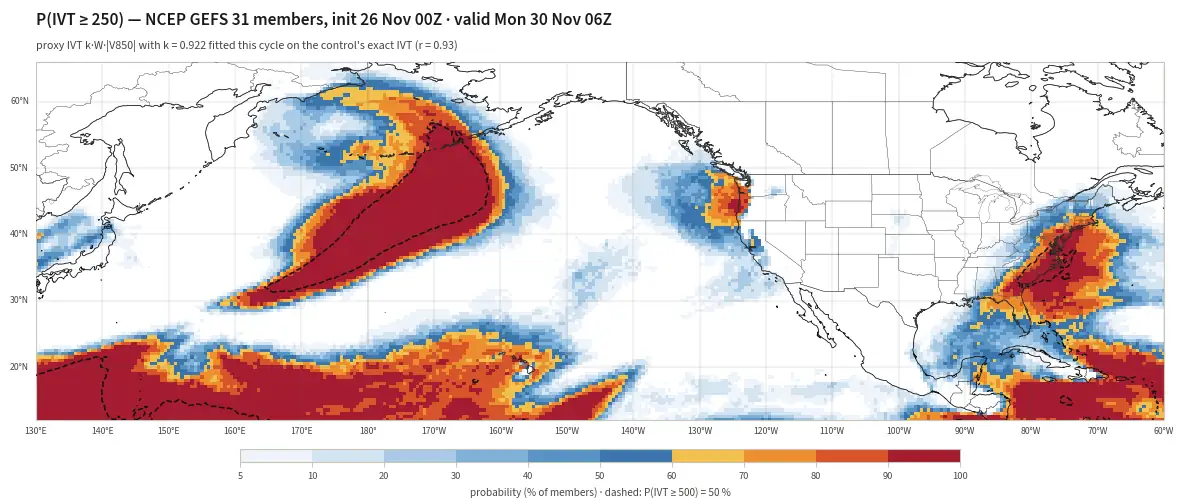 P(IVT ≥ 250) — NCEP GEFS 31 members, init 26 Nov 00Z · valid Mon 30 Nov 06Z
proxy IVT k·W·|V850| with k = 0.922 fitted this cycle on the control's exact IVT (r = 0.93)
60°N
50°N
40°N
30°N
20°N
130°E 140°E 150°E 160°E 170°E 180° 170°W 160°W 150°W 140°W 130°W 120°W 110°W 100°W 90°W 80°W 70°W 60°W
5 10 20 30 40 50 60 70 80 90 100
probability (% of members) · dashed: P(IVT ≥ 500) = 50 %